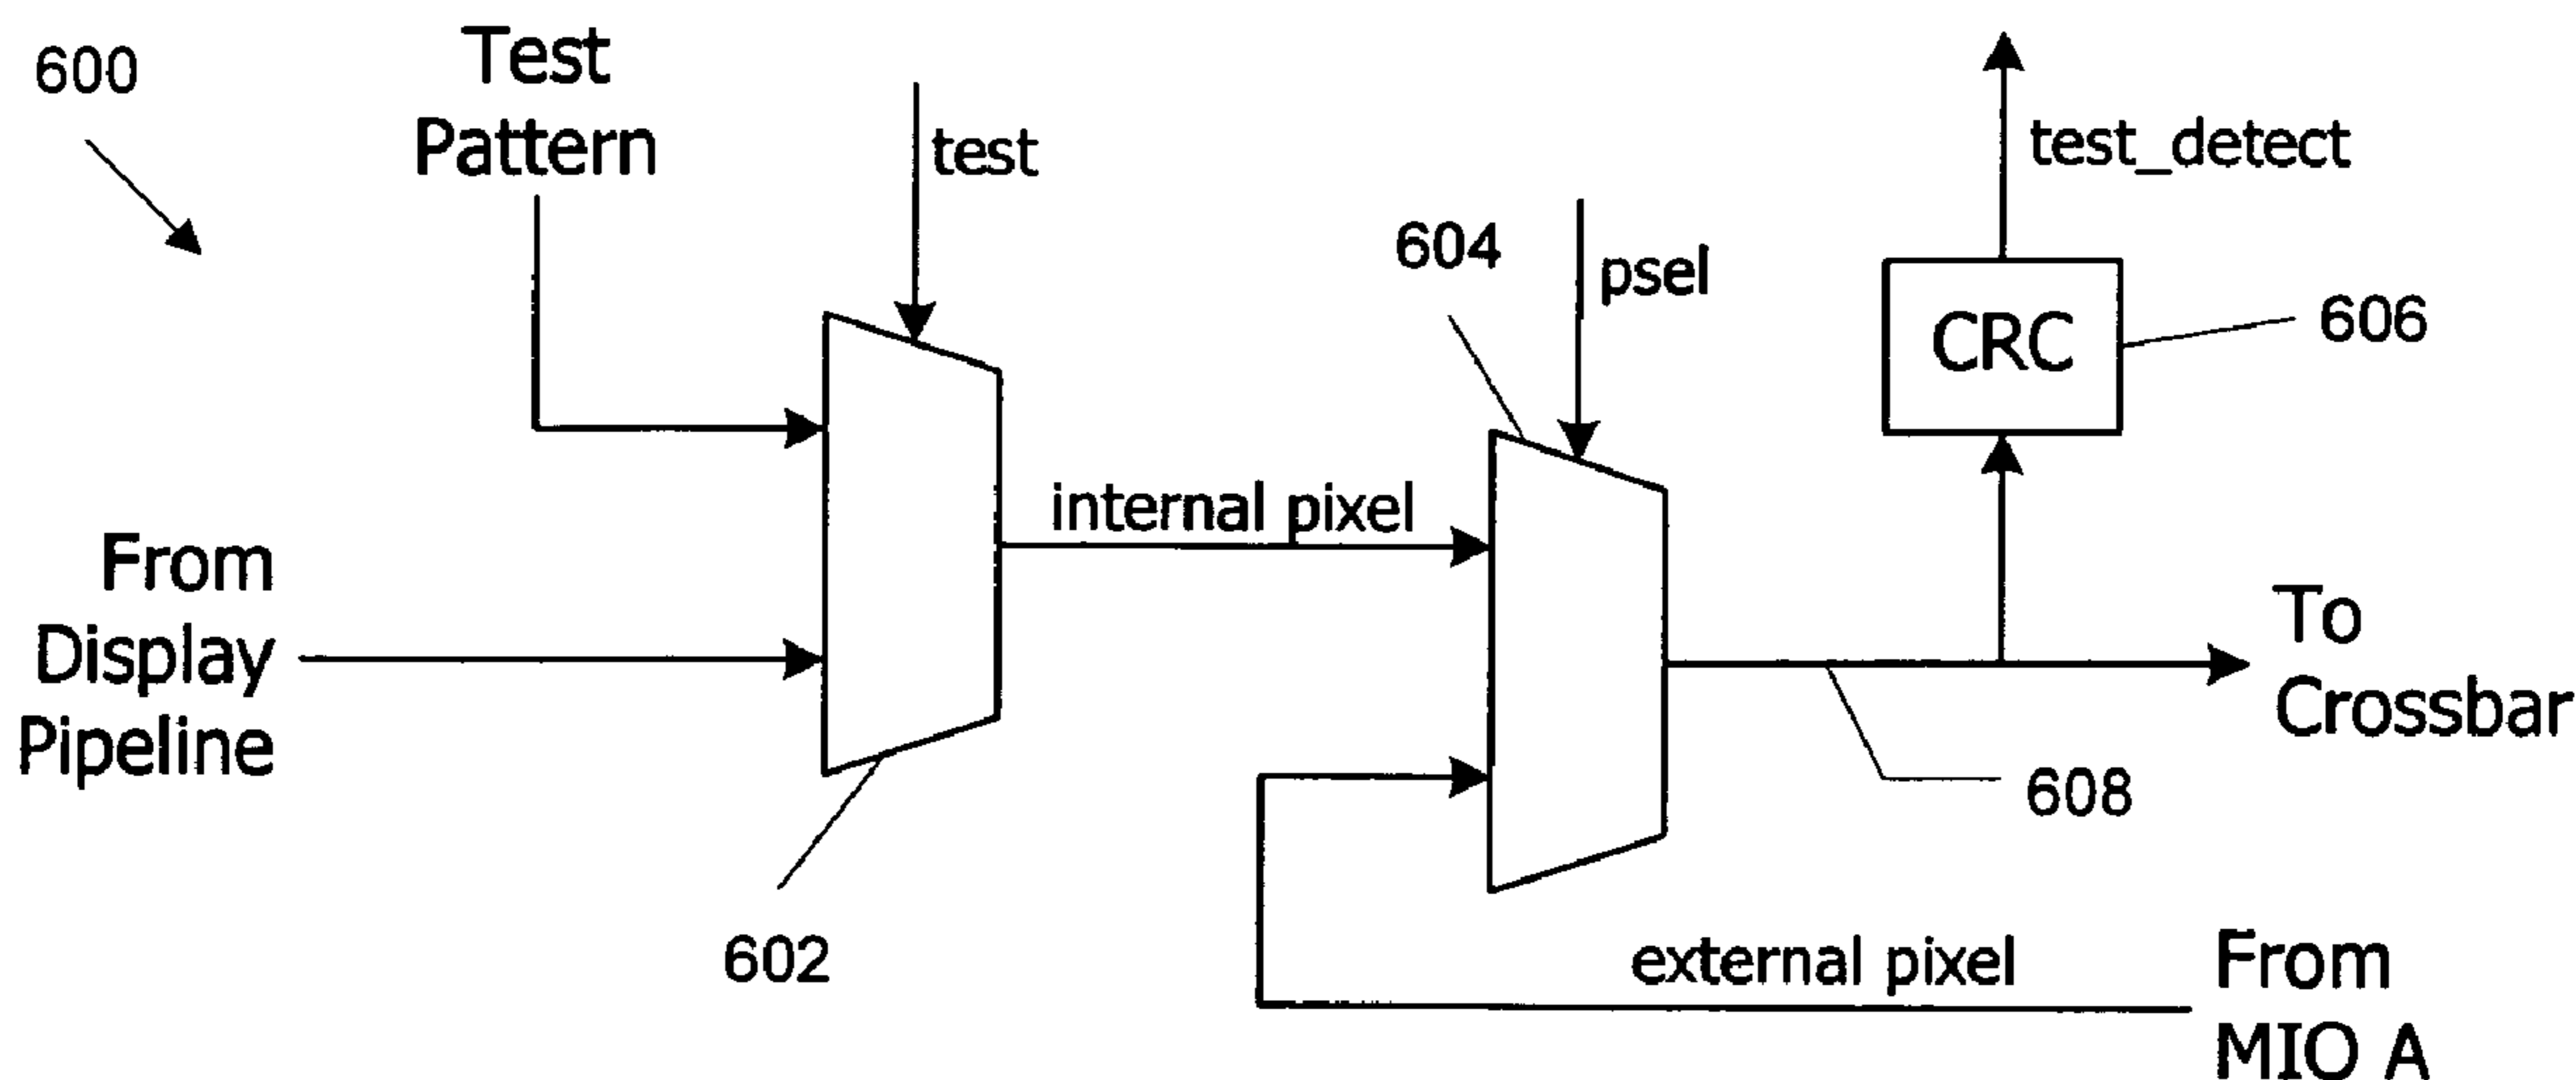 600
Test
Pattern
test
test_detect
604
psel
CRC
606
internal pixel
From
Display
Pipeline
To
Crossbar
608
602
external pixel
From
MIO A